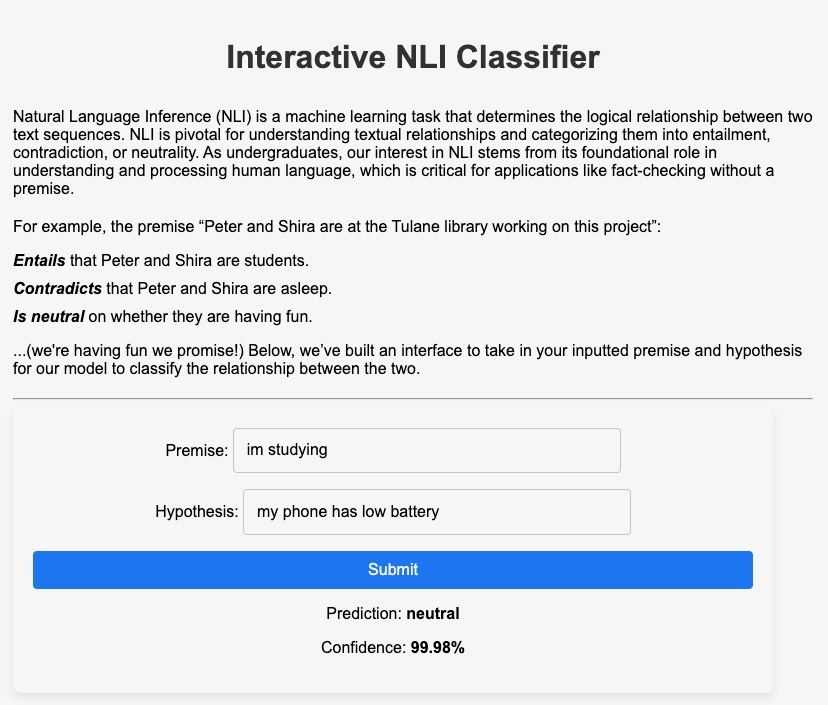 Interactive NLI Classifier
Natural Language Inference (NLI) is a machine learning task that determines the logical relationship between two
text sequences. NLI is pivotal for understanding textual relationships and categorizing them into entailment,
contradiction, or neutrality. As undergraduates, our interest in NLI stems from its foundational role in
understanding and processing human language, which is critical for applications like fact-checking without a
premise.
For example, the premise “Peter and Shira are at the Tulane library working on this project”:
Entails that Peter and Shira are students.
Contradicts that Peter and Shira are asleep.
Is neutral on whether they are having fun.
...(we're having fun we promise!) Below, we’ve built an interface to take in your inputted premise and hypothesis
for our model to classify the relationship between the two.
Premise: im studying
Hypothesis: my phone has low battery
Submit
Prediction: neutral
Confidence: 99.98%